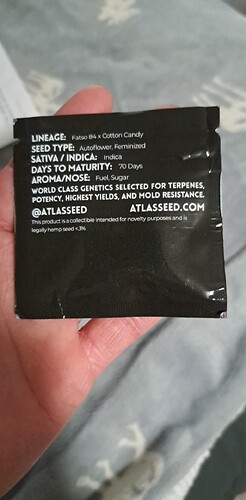 LINEAGE: Fatso B4 x Cotton Candy
SEED TYPE: Autoflower, Feminized
SATIVA / INDICA: Indica
DAYS TO MATURITY: 70 Days
AROMA/NOSE: Fuel, Sugar
WORLD CLASS GENETICS SELECTED FOR TERPENES,
POTENCY, HIGHEST YIELDS, AND MOLD RESISTANCE.
@ATLASSEED ATLASSEED.COM
This product is a collectible intended for novelty purposes and is
legally hemp seed <.3%